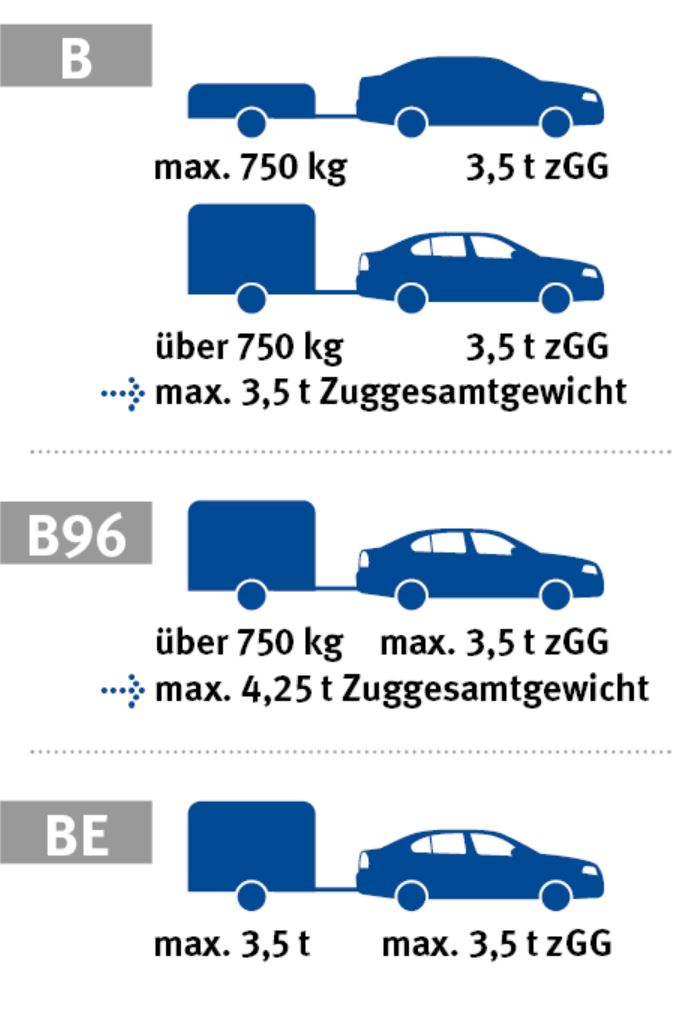 B
max. 750 kg 3,5 t zGG
über 750 kg 3,5 t zGG
max. 3,5 t Zuggesamtgewicht
B96
über 750 kg max. 3,5 t zGG
max. 4,25 t Zuggesamtgewicht
BE
max. 3,5 t max. 3,5 t zGG